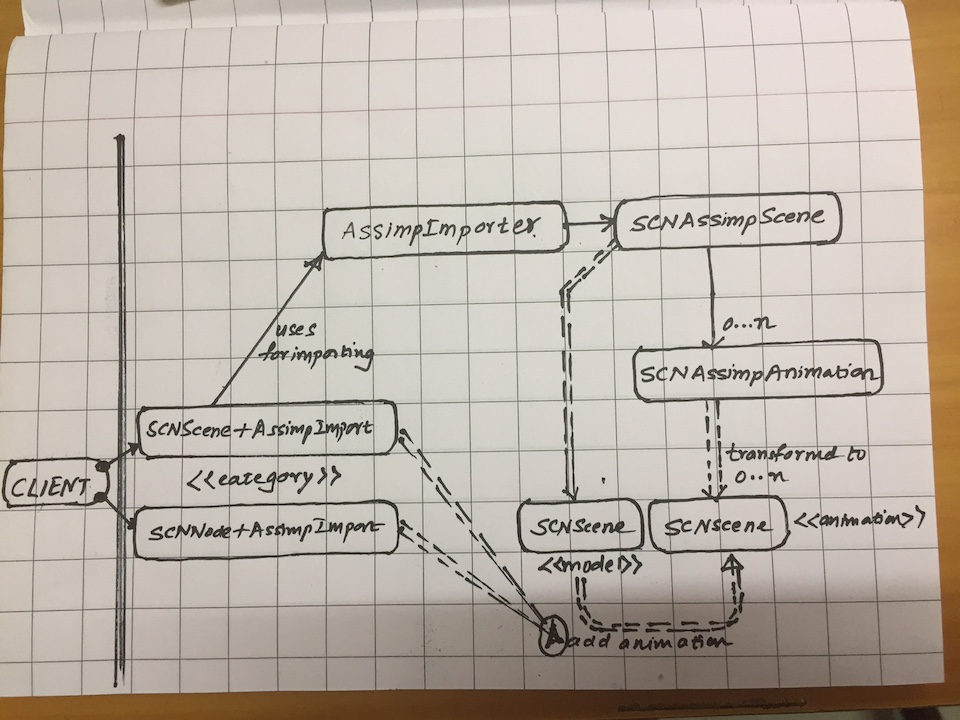 AssimpImporter
SCNAssimpScene
uses
for importing
0...n
SCNAssimpAnimation
SCNScene+AssimpImport
<<category>>
CLIENT
SCNNode+AssimpImport
transformed to
0...n
SCNScene
<<model>>
SCNScene
<<animation>>
A
add animation